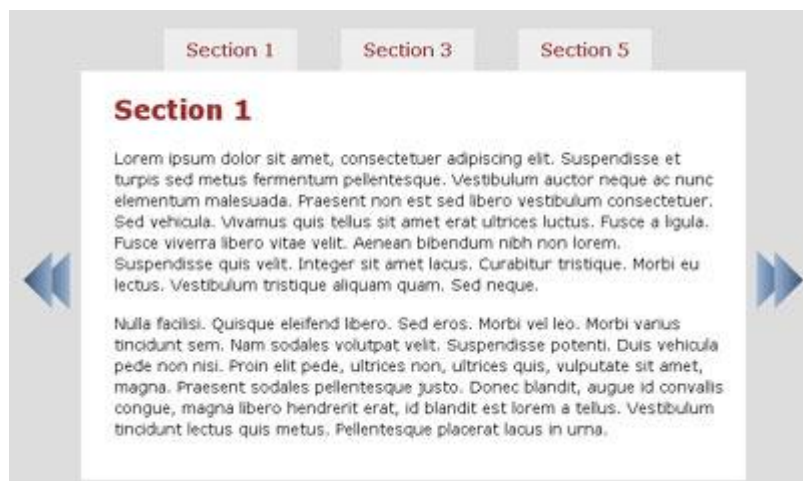 Section 1 Section 3 Section 5
Section 1
Lorem ipsum dolor sit amet, consectetuer adipiscing elit. Suspendisse et
turpis sed metus fermentum pellentesque. Vestibulum auctor neque ac nunc
elementum malesuada. Praesent non est sed libero vestibulum consectetuer.
Sed vehicula. Vivamus quis tellus sit amet erat ultrices luctus. Fusce a ligula.
Fusce viverra libero vitae velit. Aenean bibendum nibh non lorem.
Suspendisse quis velit. Integer sit amet lacus. Curabitur tristique. Morbi eu
lectus. Vestibulum tristique aliquam quam. Sed neque.
Nulla facilisi. Quisque eleifend libero. Sed eros. Morbi vel leo. Morbi varius
tincidunt sem. Nam sodales volutpat velit. Suspendisse potenti. Duis vehicula
pede non nisi. Proin elit pede, ultrices non, ultrices quis, vulputate sit amet,
magna. Praesent sodales pellentesque justo. Donec blandit, augue id convallis
congue, magna libero hendrerit erat, id blandit est lorem a tellus. Vestibulum
tincidunt lectus quis metus. Pellentesque placerat lacus in urna.